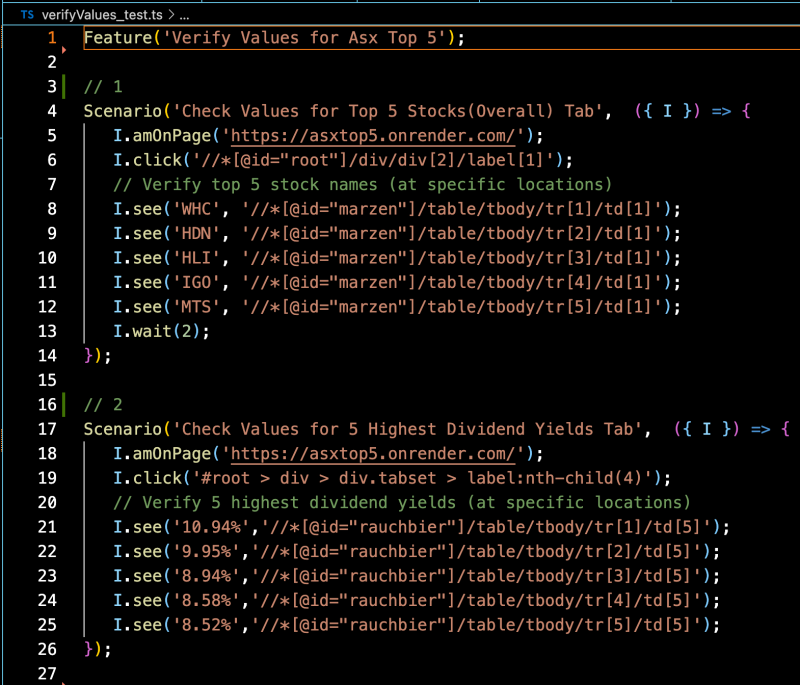 TS verifyValues_test.ts > ...
1 Feature('Verify Values for Asx Top 5');
2
3 // 1
4 Scenario('Check Values for Top 5 Stocks(Overall) Tab', ({ I }) => {
5 I.amOnPage('https://asxtop5.onrender.com/');
6 I.click('//*[@id="root"]/div/div[2]/label[1]');
7 // Verify top 5 stock names (at specific locations)
8 I.see('WHC', '//*[@id="marzen"]/table/tbody/tr[1]/td[1]');
9 I.see('HDN', '//*[@id="marzen"]/table/tbody/tr[2]/td[1]');
10 I.see('HLI', '//*[@id="marzen"]/table/tbody/tr[3]/td[1]');
11 I.see('IGO', '//*[@id="marzen"]/table/tbody/tr[4]/td[1]');
12 I.see('MTS', '//*[@id="marzen"]/table/tbody/tr[5]/td[1]');
13 I.wait(2);
14 });
15
16 // 2
17 Scenario('Check Values for 5 Highest Dividend Yields Tab', ({ I }) => {
18 I.amOnPage('https://asxtop5.onrender.com/');
19 I.click('#root > div > div.tabset > label:nth-child(4)');
20 // Verify 5 highest dividend yields (at specific locations)
21 I.see('10.94%','//*[@id="rauchbier"]/table/tbody/tr[1]/td[5]');
22 I.see('9.95%','//*[@id="rauchbier"]/table/tbody/tr[2]/td[5]');
23 I.see('8.94%','//*[@id="rauchbier"]/table/tbody/tr[3]/td[5]');
24 I.see('8.58%','//*[@id="rauchbier"]/table/tbody/tr[4]/td[5]');
25 I.see('8.52%','//*[@id="rauchbier"]/table/tbody/tr[5]/td[5]');
26 });
27